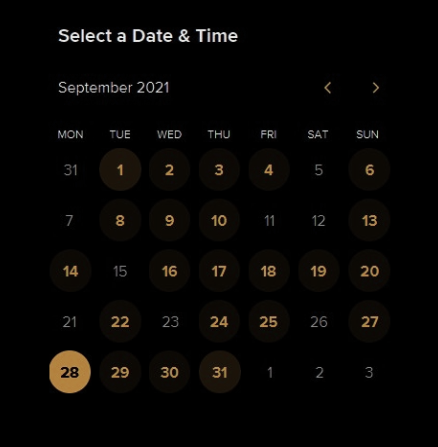 Select a Date & Time
September 2021
MON TUE WED THU FRI SAT SUN
31 1 2 3 4 5 6
7 8 9 10 11 12 13
14 15 16 17 18 19 20
21 22 23 24 25 26 27
28 29 30 31 1 2 3